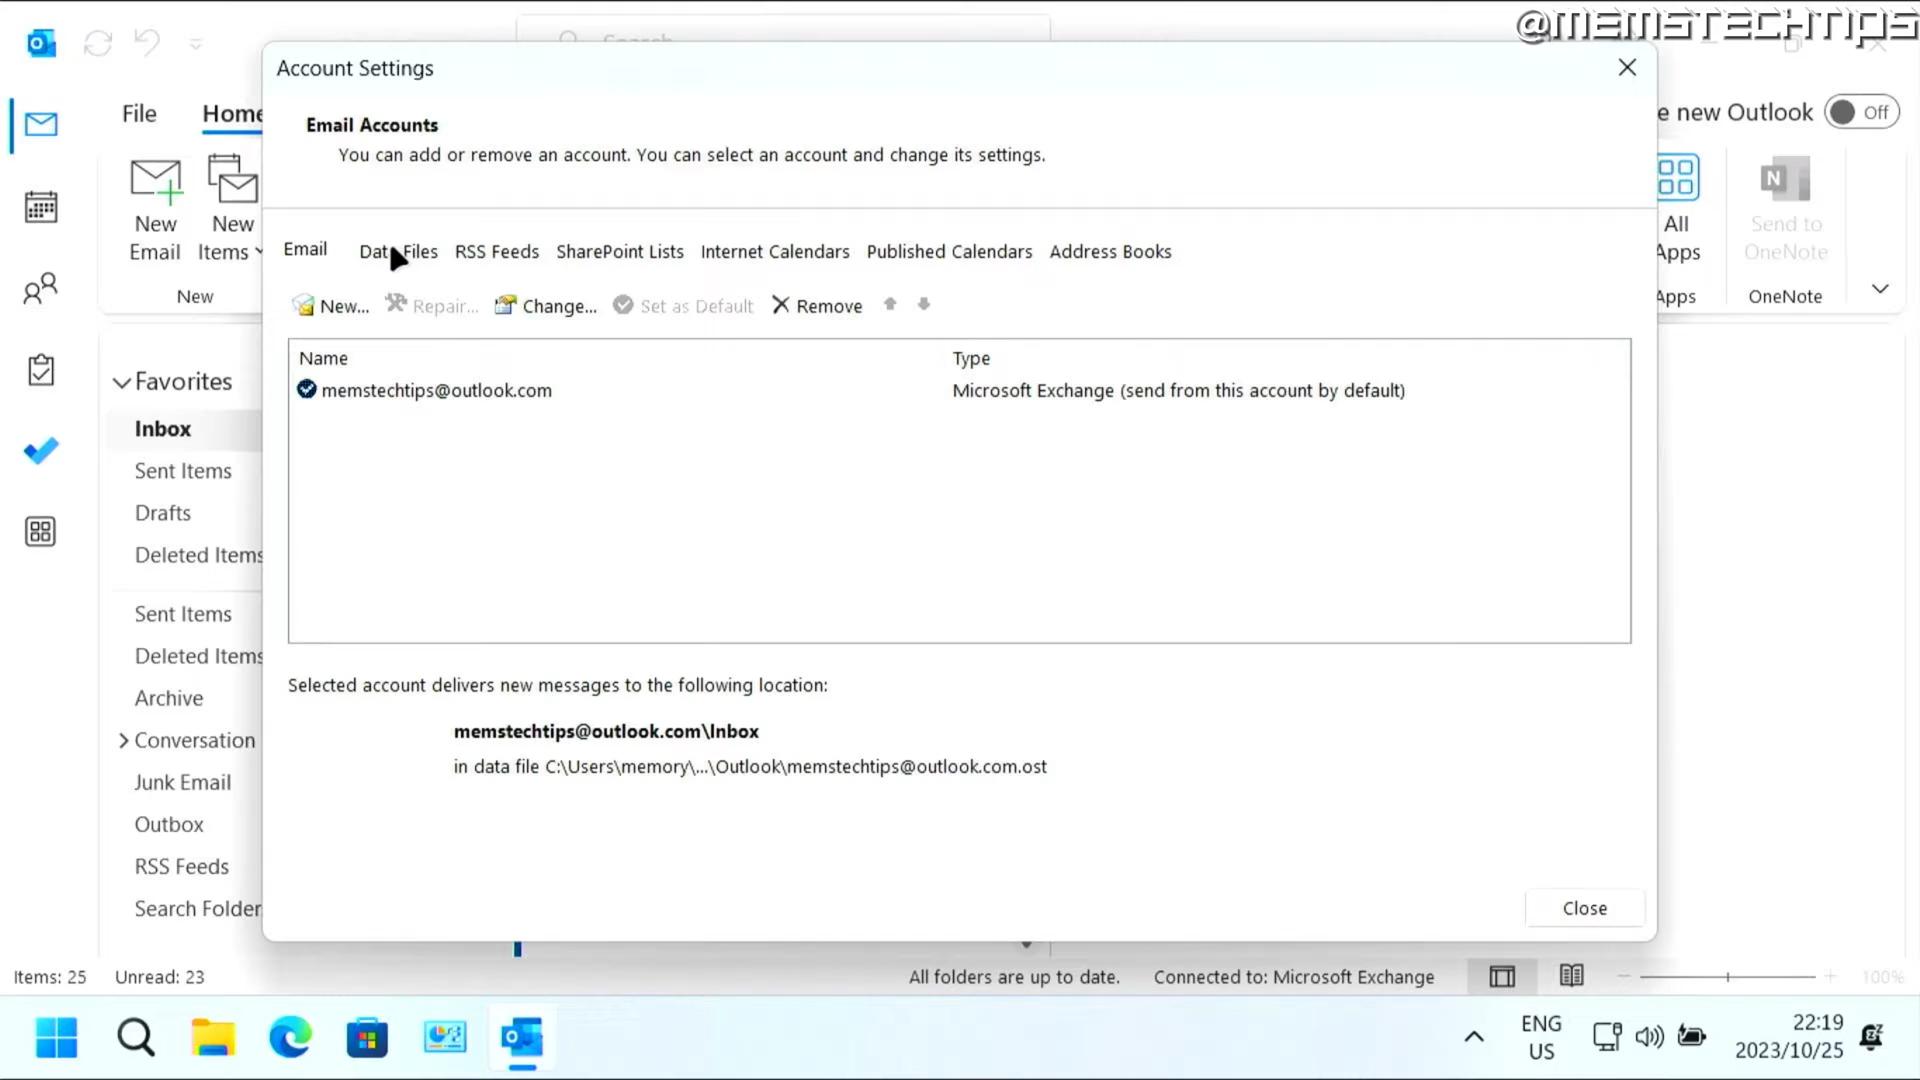 @MEMSTECHTIPS
Search
Account Settings
Email Accounts
You can add or remove an account. You can select an account and change its settings.
File
Home
e new Outlook
Off
New
Email
New
Items
New
All
Apps
Apps
Send to
OneNote
OneNote
Email
Data Files
RSS Feeds
SharePoint Lists
Internet Calendars
Published Calendars
Address Books
New...
Repair...
Change...
Set as Default
Remove
Name
Type
memstechtips@outlook.com
Microsoft Exchange (send from this account by default)
Selected account delivers new messages to the following location:
memstechtips@outlook.com\Inbox
in data file C:\Users\memory\...\Outlook\memstechtips@outlook.com.ost
Close
Favorites
Inbox
Sent Items
Drafts
Deleted Items
Sent Items
Deleted Items
Archive
Conversation
Junk Email
Outbox
RSS Feeds
Search Folder
Items: 25
Unread: 23
All folders are up to date.
Connected to: Microsoft Exchange
100%
ENG
US
22:19
2023/10/25